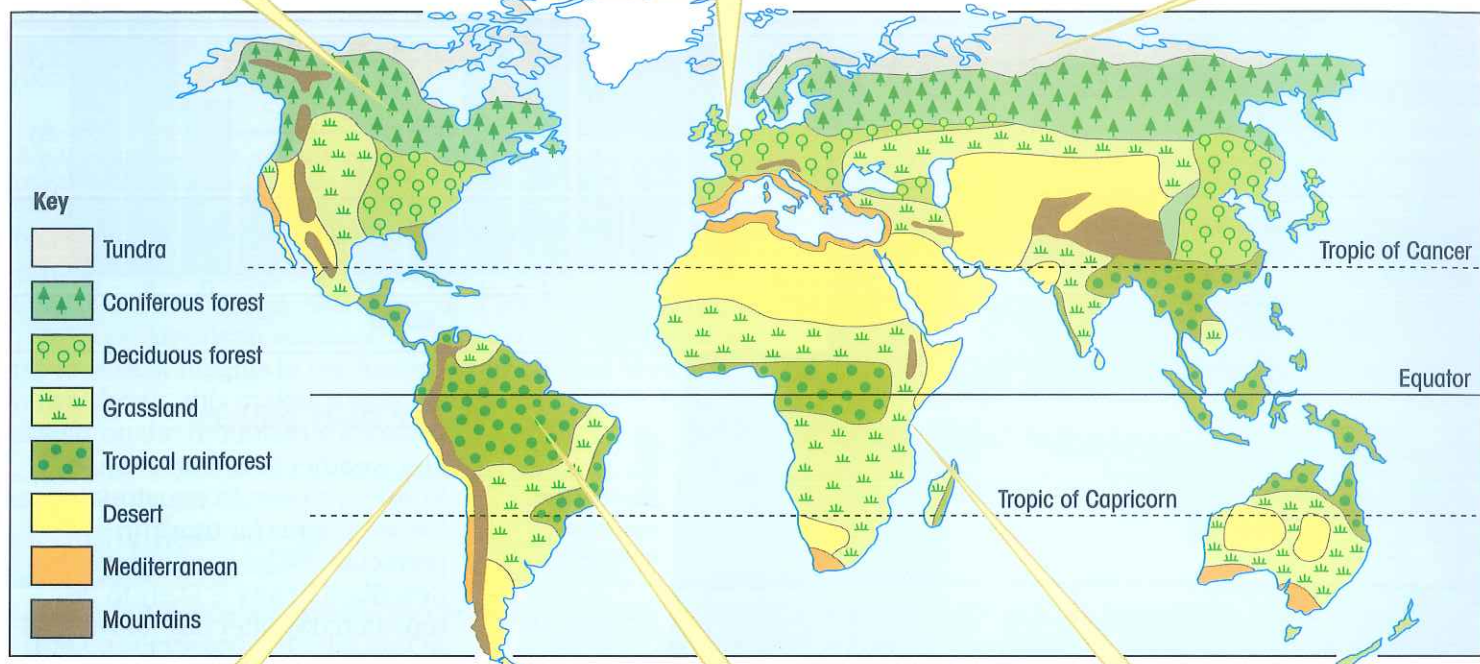 Key
Tundra
Coniferous forest
Deciduous forest
Grassland
Tropical rainforest
Desert
Mediterranean
Mountains
Tropic of Cancer
Equator
Tropic of Capricorn